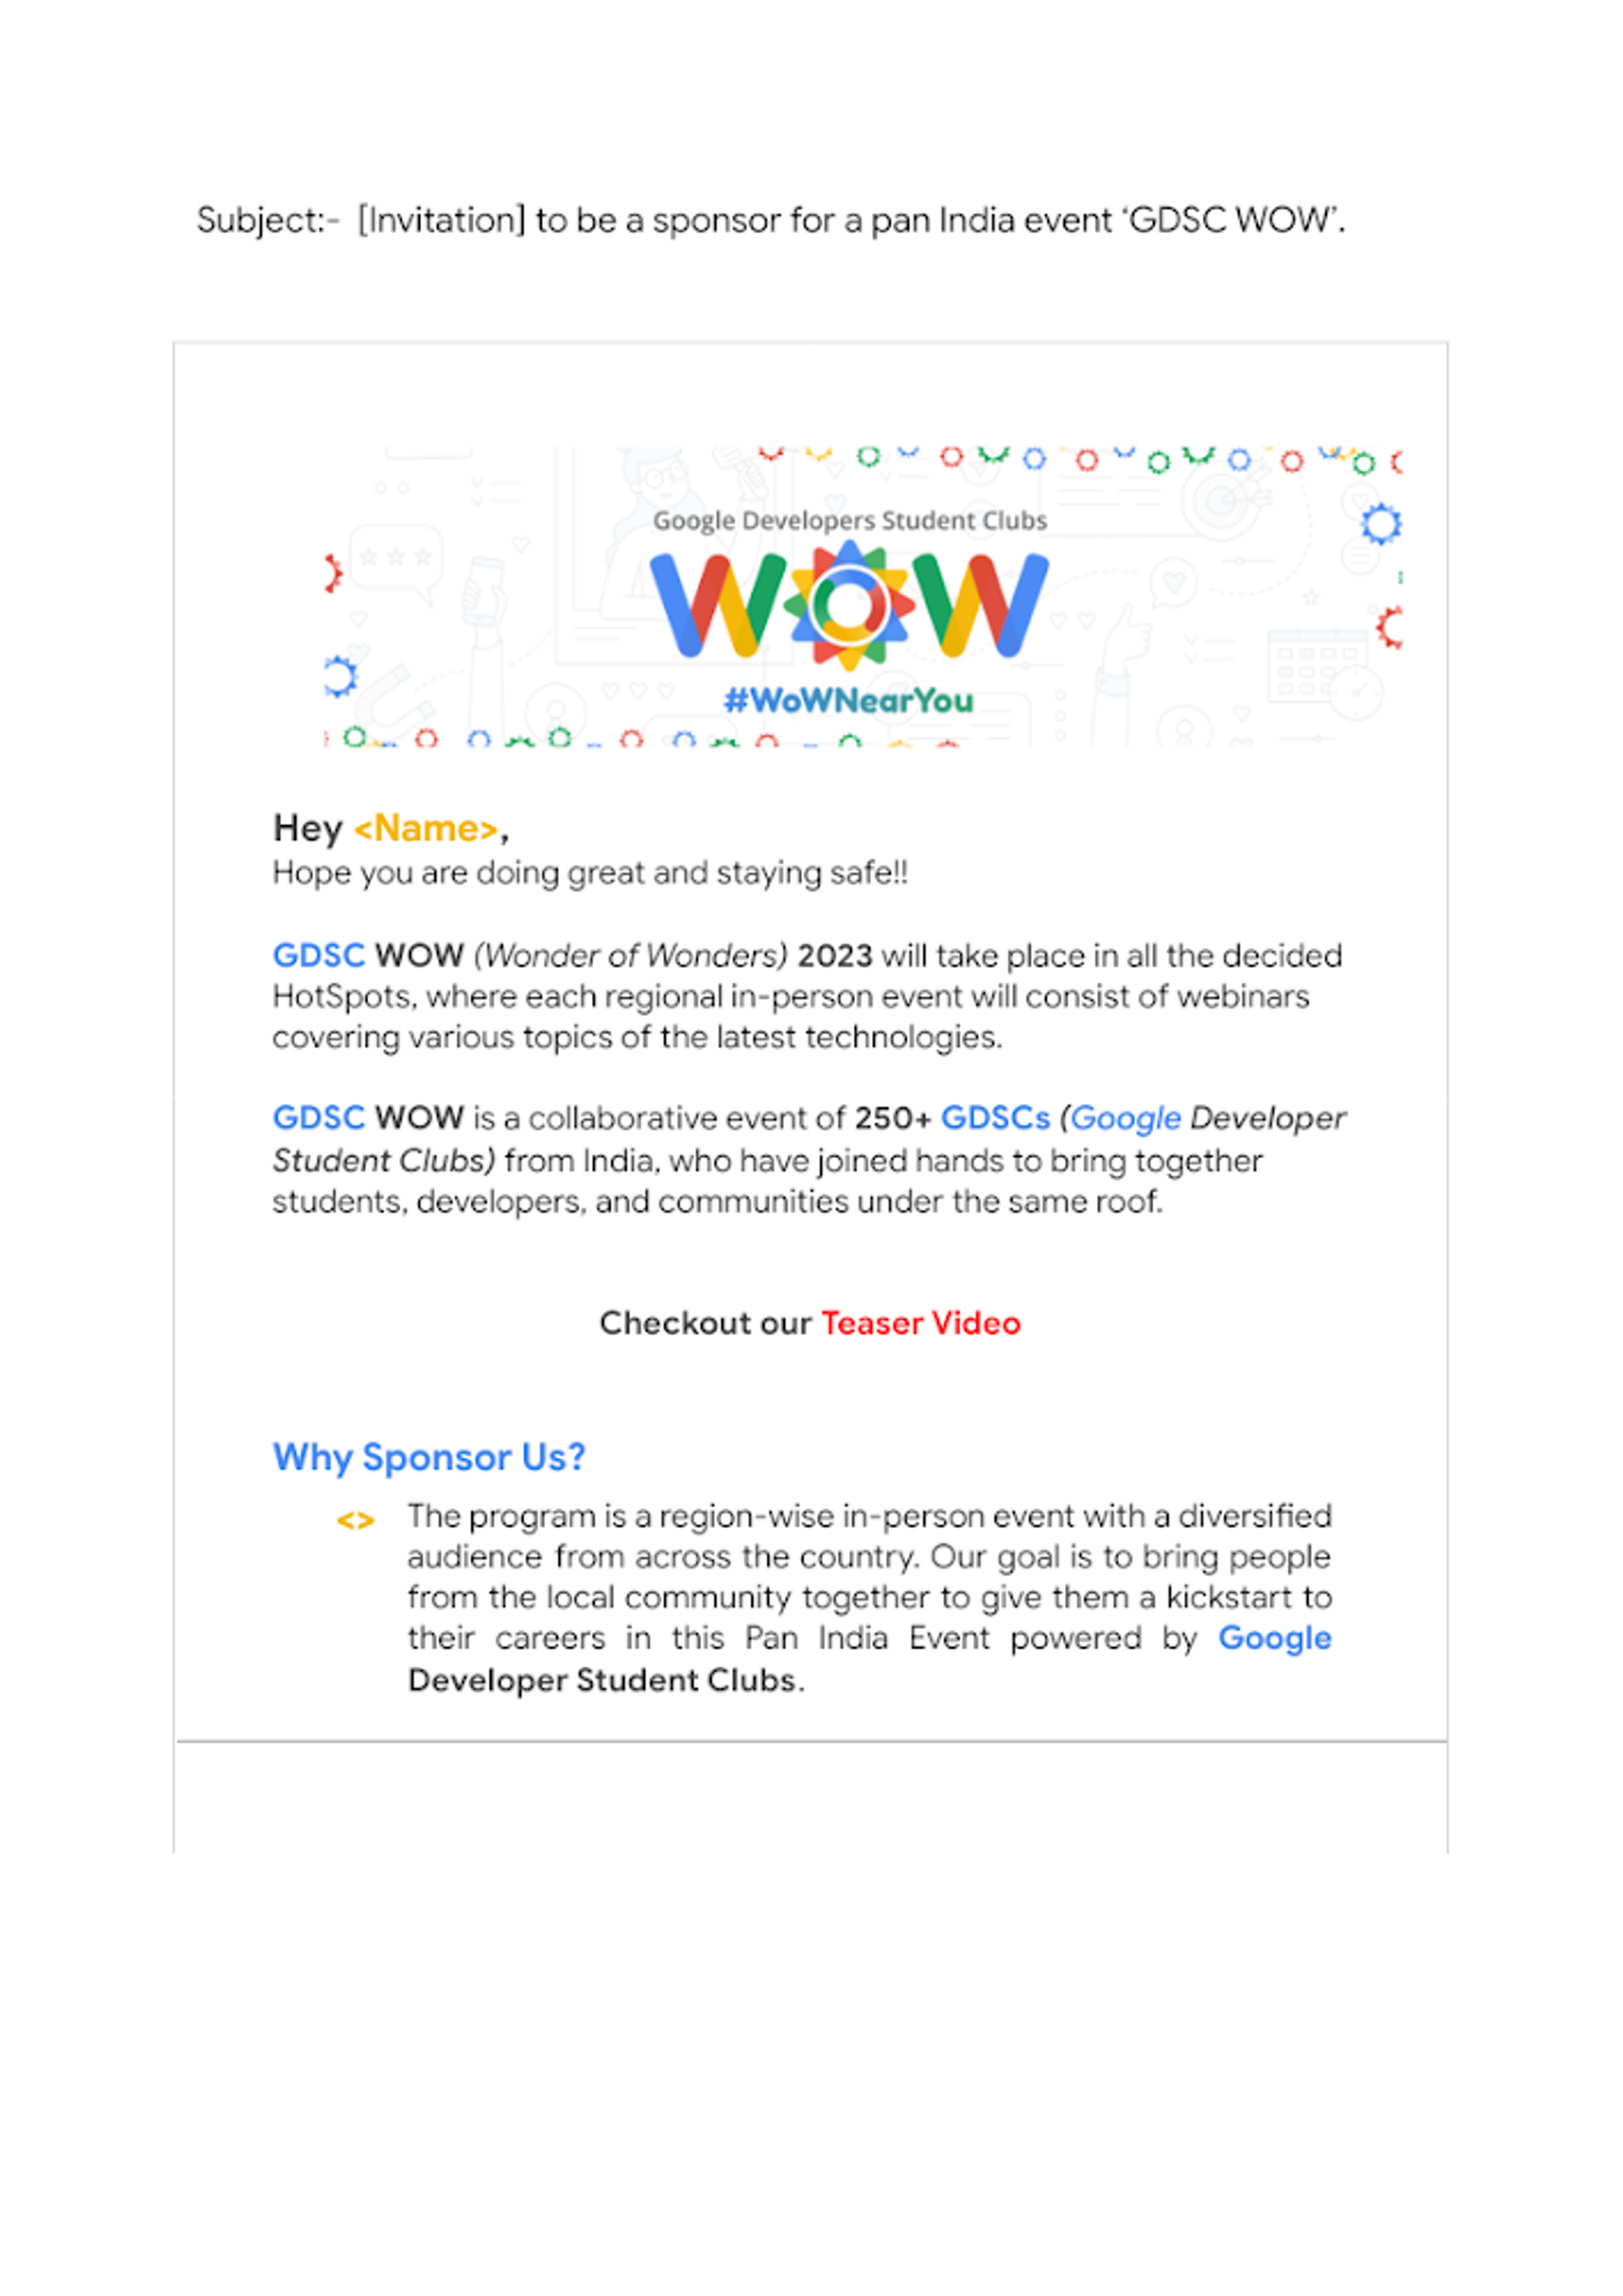 Subject:- [Invitation] to be a sponsor for a pan India event ‘GDSC WOW’.
Google Developers Student Clubs
WOW
#WoWNearYou
Hey <Name>,
Hope you are doing great and staying safe!!
GDSC WOW (Wonder of Wonders) 2023 will take place in all the decided
HotSpots, where each regional in-person event will consist of webinars
covering various topics of the latest technologies.
GDSC WOW is a collaborative event of 250+ GDSCs (Google Developer
Student Clubs) from India, who have joined hands to bring together
students, developers, and communities under the same roof.
Checkout our Teaser Video
Why Sponsor Us?
<> The program is a region-wise in-person event with a diversified
audience from across the country. Our goal is to bring people
from the local community together to give them a kickstart to
their careers in this Pan India Event powered by Google
Developer Student Clubs.